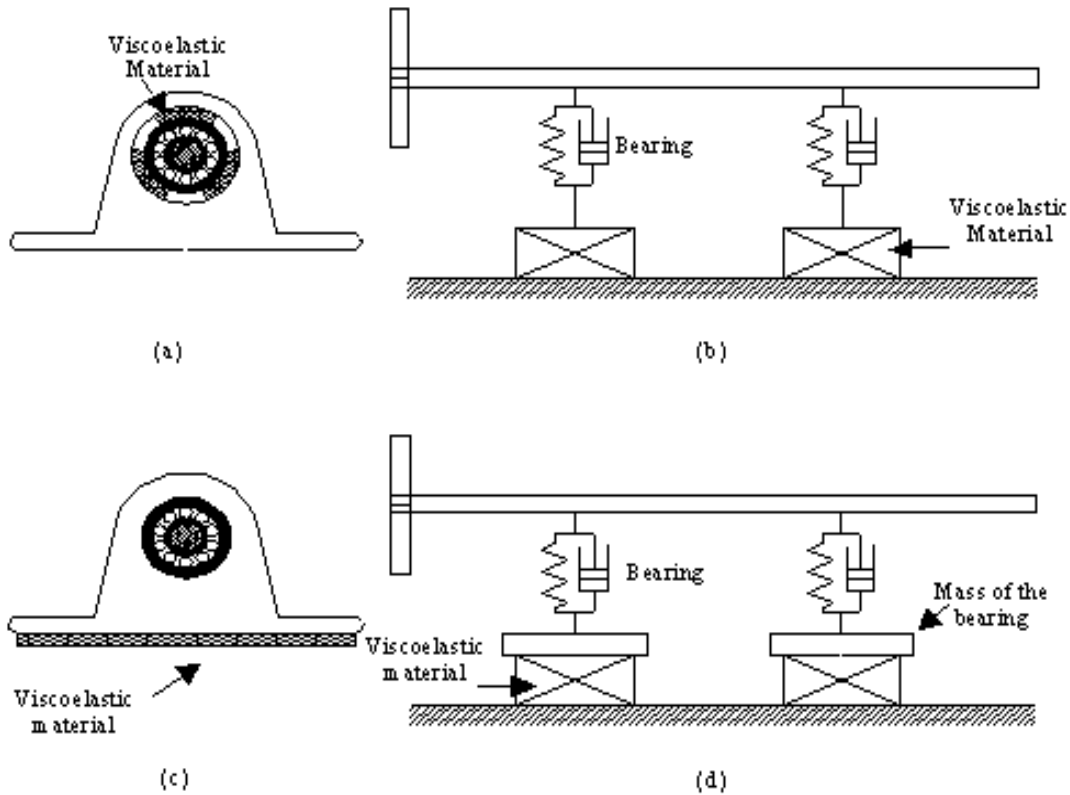 Viscoelastic
Material
Bearing
Viscoelastic
Material
(a)
(b)
Bearing
Mass of the
bearing
Viscoelastic
material
Viscoelastic
material
(c)
(d)